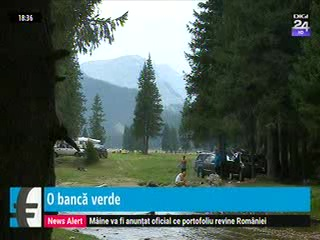 18:36
DIGI
24
HD
€
O bancă verde
News Alert
Mâine va fi anunțat oficial ce portofoliu revine României